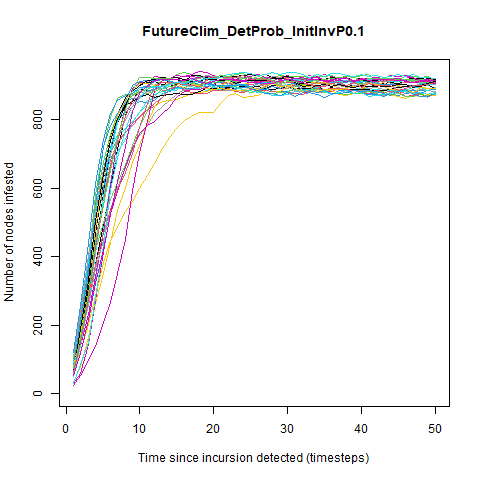 FutureClim_DetProb_InitInvP0.1
Number of nodes infested
800
600
400
200
0
0 10 20 30 40 50
Time since incursion detected (timesteps)